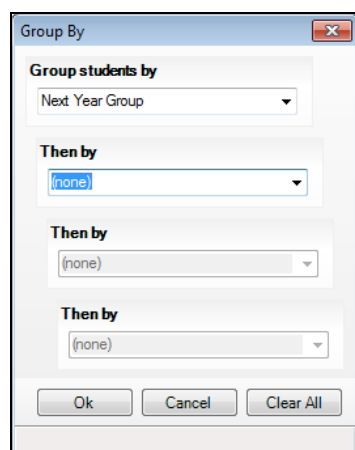 Group By
Group students by
Next Year Group
Then by
(none)
Then by
(none)
Then by
(none)
Ok Cancel Clear All